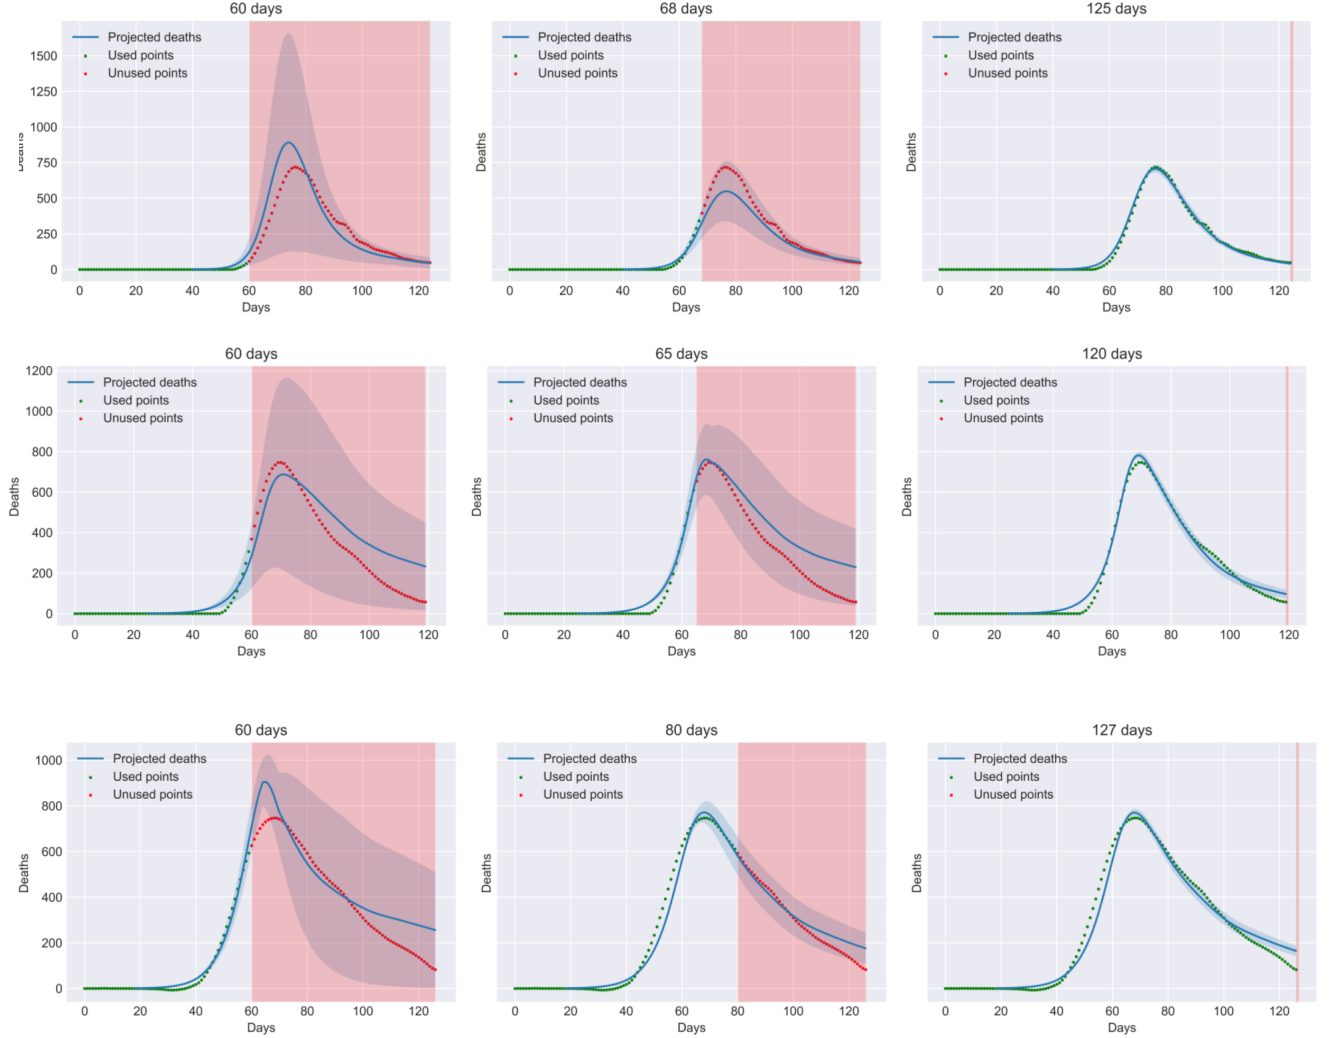 60 days
68 days
125 days
Projected deaths
Used points
Unused points
Projected deaths
Used points
Unused points
Projected deaths
Used points
Unused points
1500
1250
1000
750
500
250
0
Deaths
Deaths
Deaths
0 20 40 60 80 100 120
0 20 40 60 80 100 120
0 20 40 60 80 100 120
Days
Days
Days
60 days
65 days
120 days
Projected deaths
Used points
Unused points
Projected deaths
Used points
Unused points
Projected deaths
Used points
Unused points
1200
1000
800
600
400
200
0
Deaths
Deaths
Deaths
0 20 40 60 80 100 120
0 20 40 60 80 100 120
0 20 40 60 80 100 120
Days
Days
Days
60 days
80 days
127 days
Projected deaths
Used points
Unused points
Projected deaths
Used points
Unused points
Projected deaths
Used points
Unused points
1000
800
600
400
200
0
Deaths
Deaths
Deaths
0 20 40 60 80 100 120
0 20 40 60 80 100 120
0 20 40 60 80 100 120
Days
Days
Days